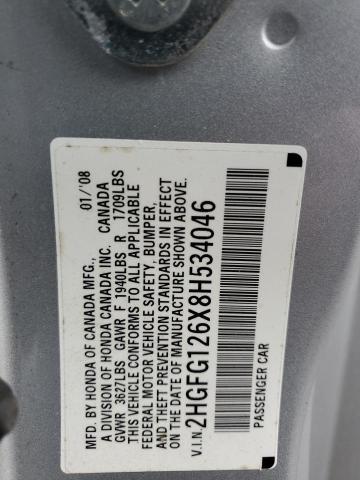 MFD. BY HONDA OF CANADA MFG., 01/'08
A DIVISION OF HONDA CANADA INC. CANADA
GVWR 3627LBS GAWR F 1940LBS R 1709LBS
THIS VEHICLE CONFORMS TO ALL APPLICABLE
FEDERAL MOTOR VEHICLE SAFETY, BUMPER,
AND THEFT PREVENTION STANDARDS IN EFFECT
ON THE DATE OF MANUFACTURE SHOWN ABOVE.
V.I.N. 2HGFG126X8H534046
PASSENGER CAR